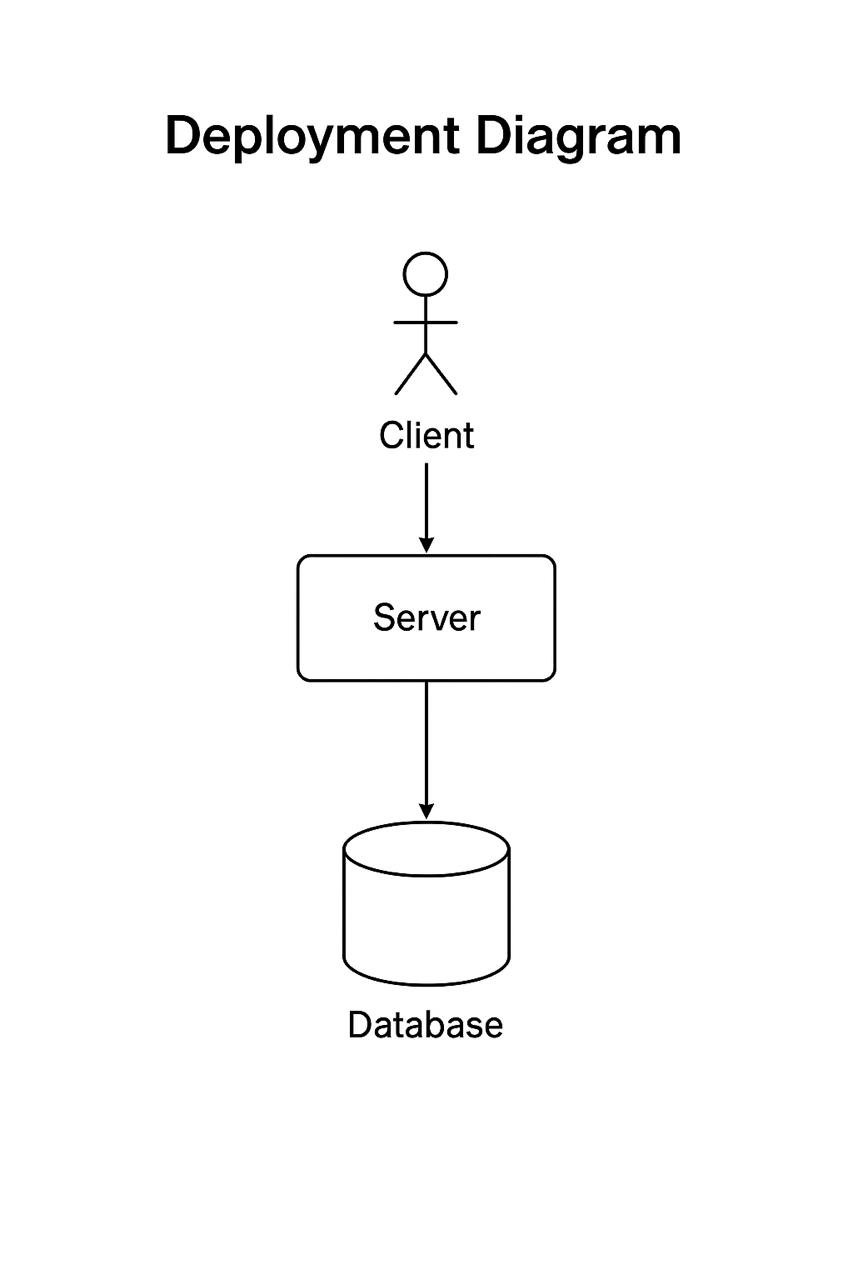 Deployment Diagram
Client
Server
Database